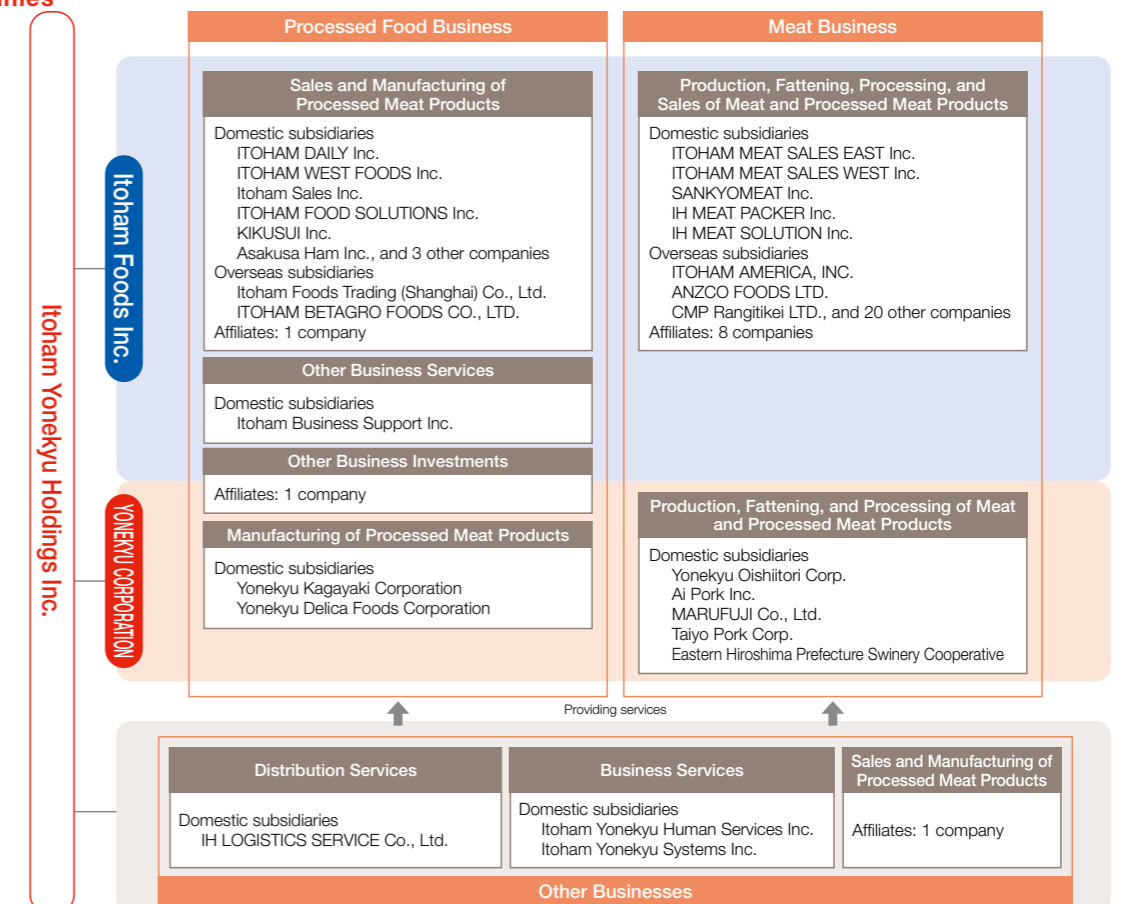 Itoham Yonekyu Holdings Inc.
Processed Food Business
Meat Business
Itoham Foods Inc.
Sales and Manufacturing of
Processed Meat Products
Domestic subsidiaries
ITOHAM DAILY Inc.
ITOHAM WEST FOODS Inc.
Itoham Sales Inc.
ITOHAM FOOD SOLUTIONS Inc.
KIKUSUI Inc.
Asakusa Ham Inc., and 3 other companies
Overseas subsidiaries
Itoham Foods Trading (Shanghai) Co., Ltd.
ITOHAM BETAGRO FOODS CO., LTD.
Affiliates: 1 company
Other Business Services
Domestic subsidiaries
Itoham Business Support Inc.
Other Business Investments
Affiliates: 1 company
Production, Fattening, Processing, and
Sales of Meat and Processed Meat Products
Domestic subsidiaries
ITOHAM MEAT SALES EAST Inc.
ITOHAM MEAT SALES WEST Inc.
SANKYOMEAT Inc.
IH MEAT PACKER Inc.
IH MEAT SOLUTION Inc.
Overseas subsidiaries
ITOHAM AMERICA, INC.
ANZCO FOODS LTD.
CMP Rangitikei LTD., and 20 other companies
Affiliates: 8 companies
YONEKYU CORPORATION
Manufacturing of Processed Meat Products
Domestic subsidiaries
Yonekyu Kagayaki Corporation
Yonekyu Delica Foods Corporation
Production, Fattening, and Processing of Meat
and Processed Meat Products
Domestic subsidiaries
Yonekyu Oishiitori Corp.
Ai Pork Inc.
MARUFUJI Co., Ltd.
Taiyo Pork Corp.
Eastern Hiroshima Prefecture Swinery Cooperative
Providing services
Distribution Services
Domestic subsidiaries
IH LOGISTICS SERVICE Co., Ltd.
Business Services
Domestic subsidiaries
Itoham Yonekyu Human Services Inc.
Itoham Yonekyu Systems Inc.
Sales and Manufacturing of
Processed Meat Products
Affiliates: 1 company
Other Businesses